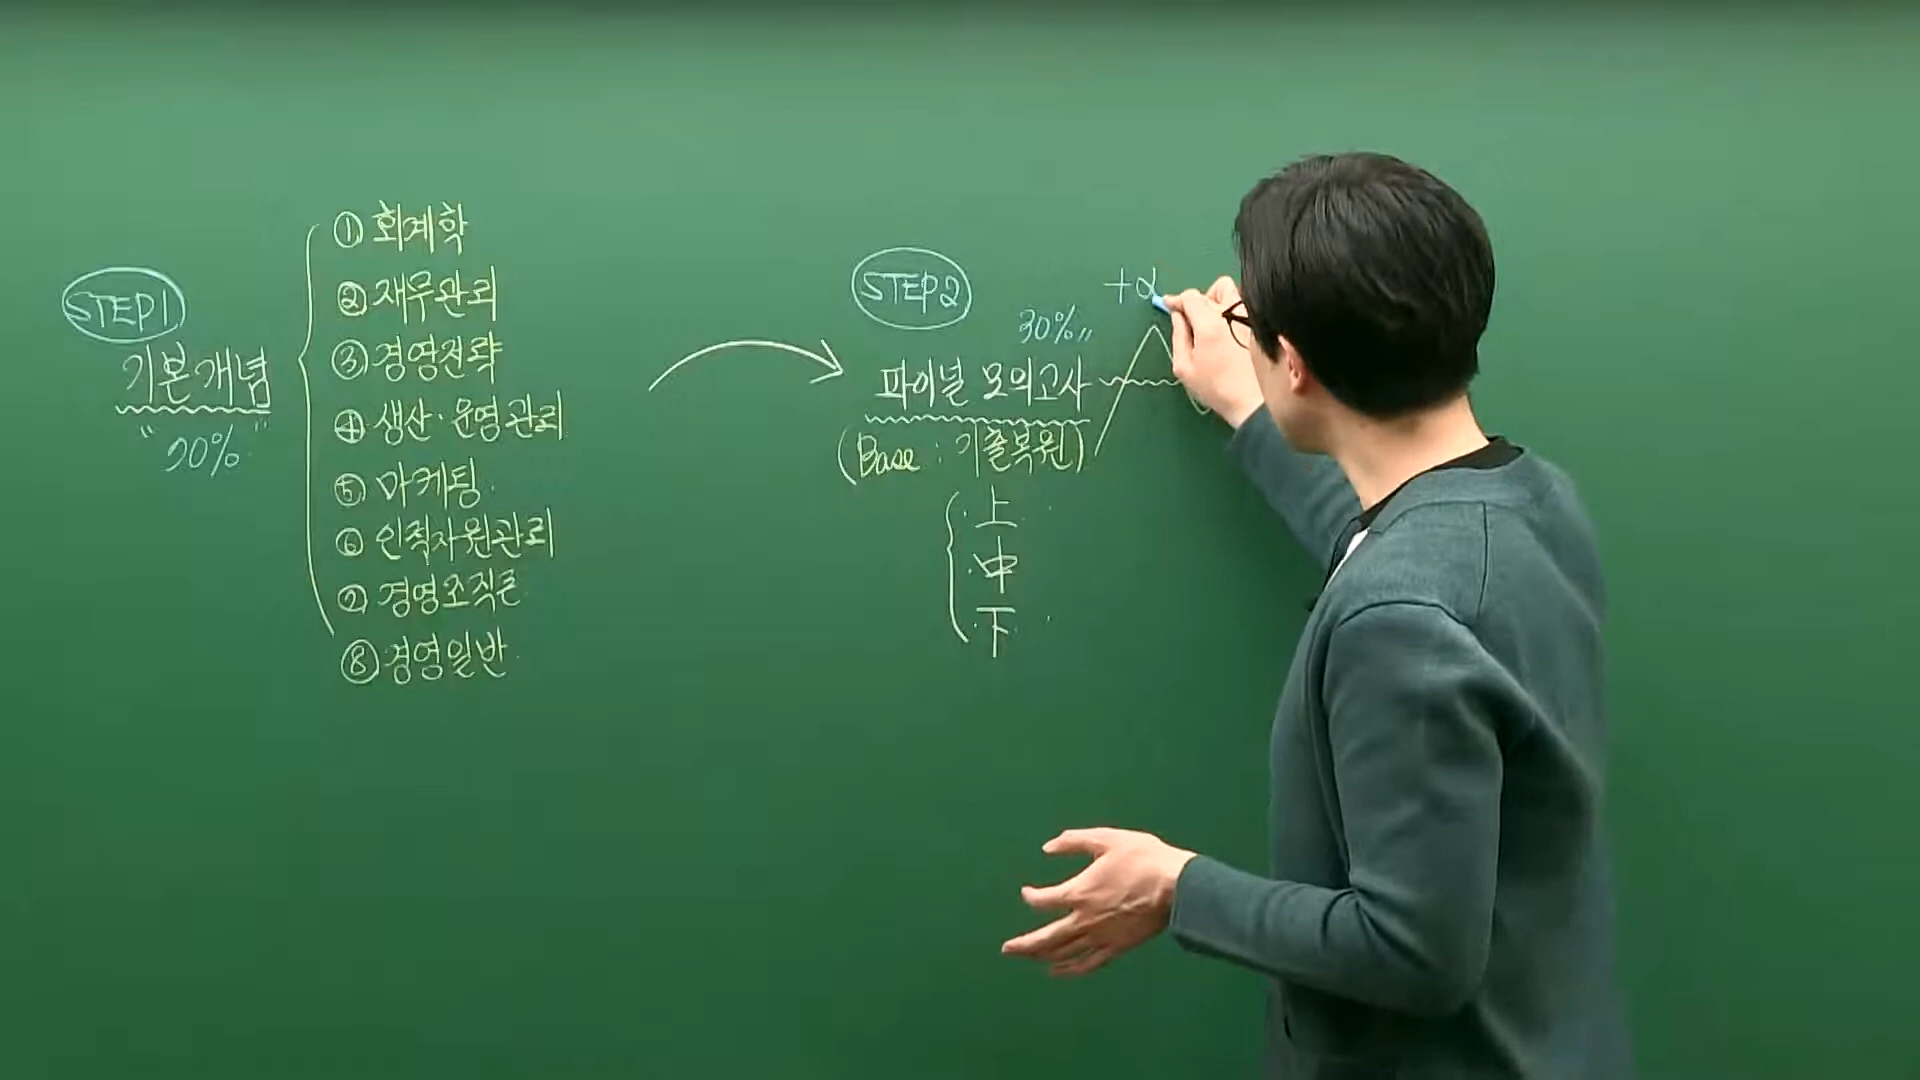 STEP1
기본개념
"70%"
① 회계학
② 재무관리
③ 경영전략
④ 생산·운영관리
⑤ 마케팅
⑥ 인적자원관리
⑦ 경영조직론
⑧ 경영일반
STEP2
30%"
+α
파이널 모의고사
(Base : 기출복원)
上
中
下